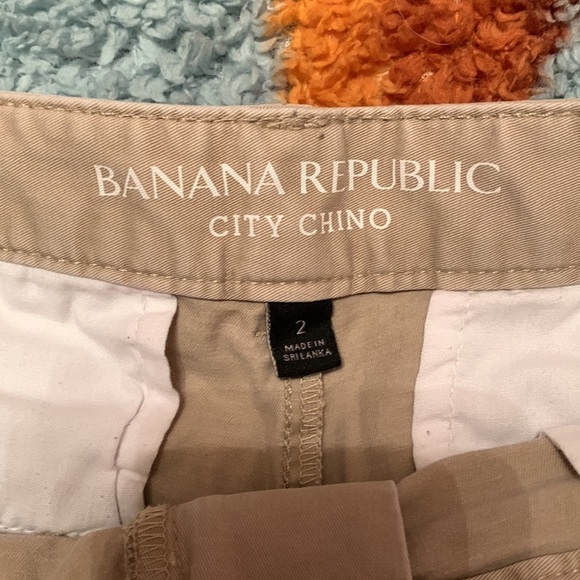 BANANA REPUBLIC
CITY CHINO
2
MADE IN
SRI LANKA